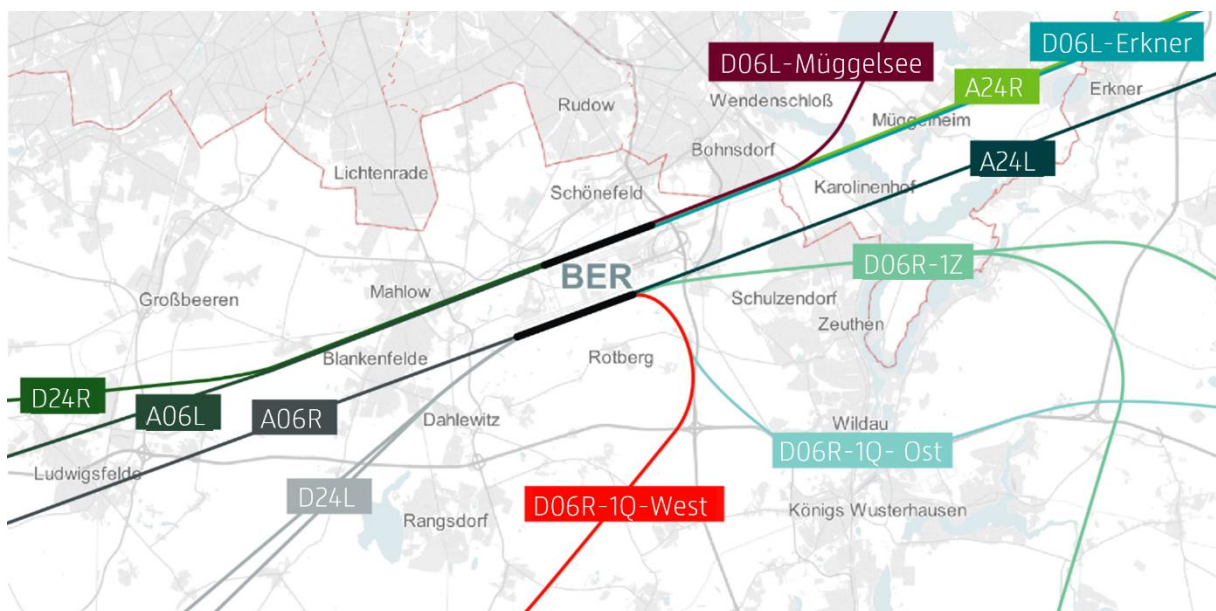 D06L-Erkner
D06L-Müggelsee
A24R
Erkner
Wendenschloß
Rudow
Müggelheim
Bohnsdorf
A24L
Lichtenrade
Schönefeld
Karolinenhof
D06R-1Z
BER
Mahlow
Großbeeren
Schulzendorf
Zeuthen
Blankenfelde
Rotberg
D24R
A06L
A06R
Dahlewitz
Wildau
D06R-1Q- Ost
Ludwigsfelde
D24L
D06R-1Q-West
Rangsdorf
Königs Wusterhausen